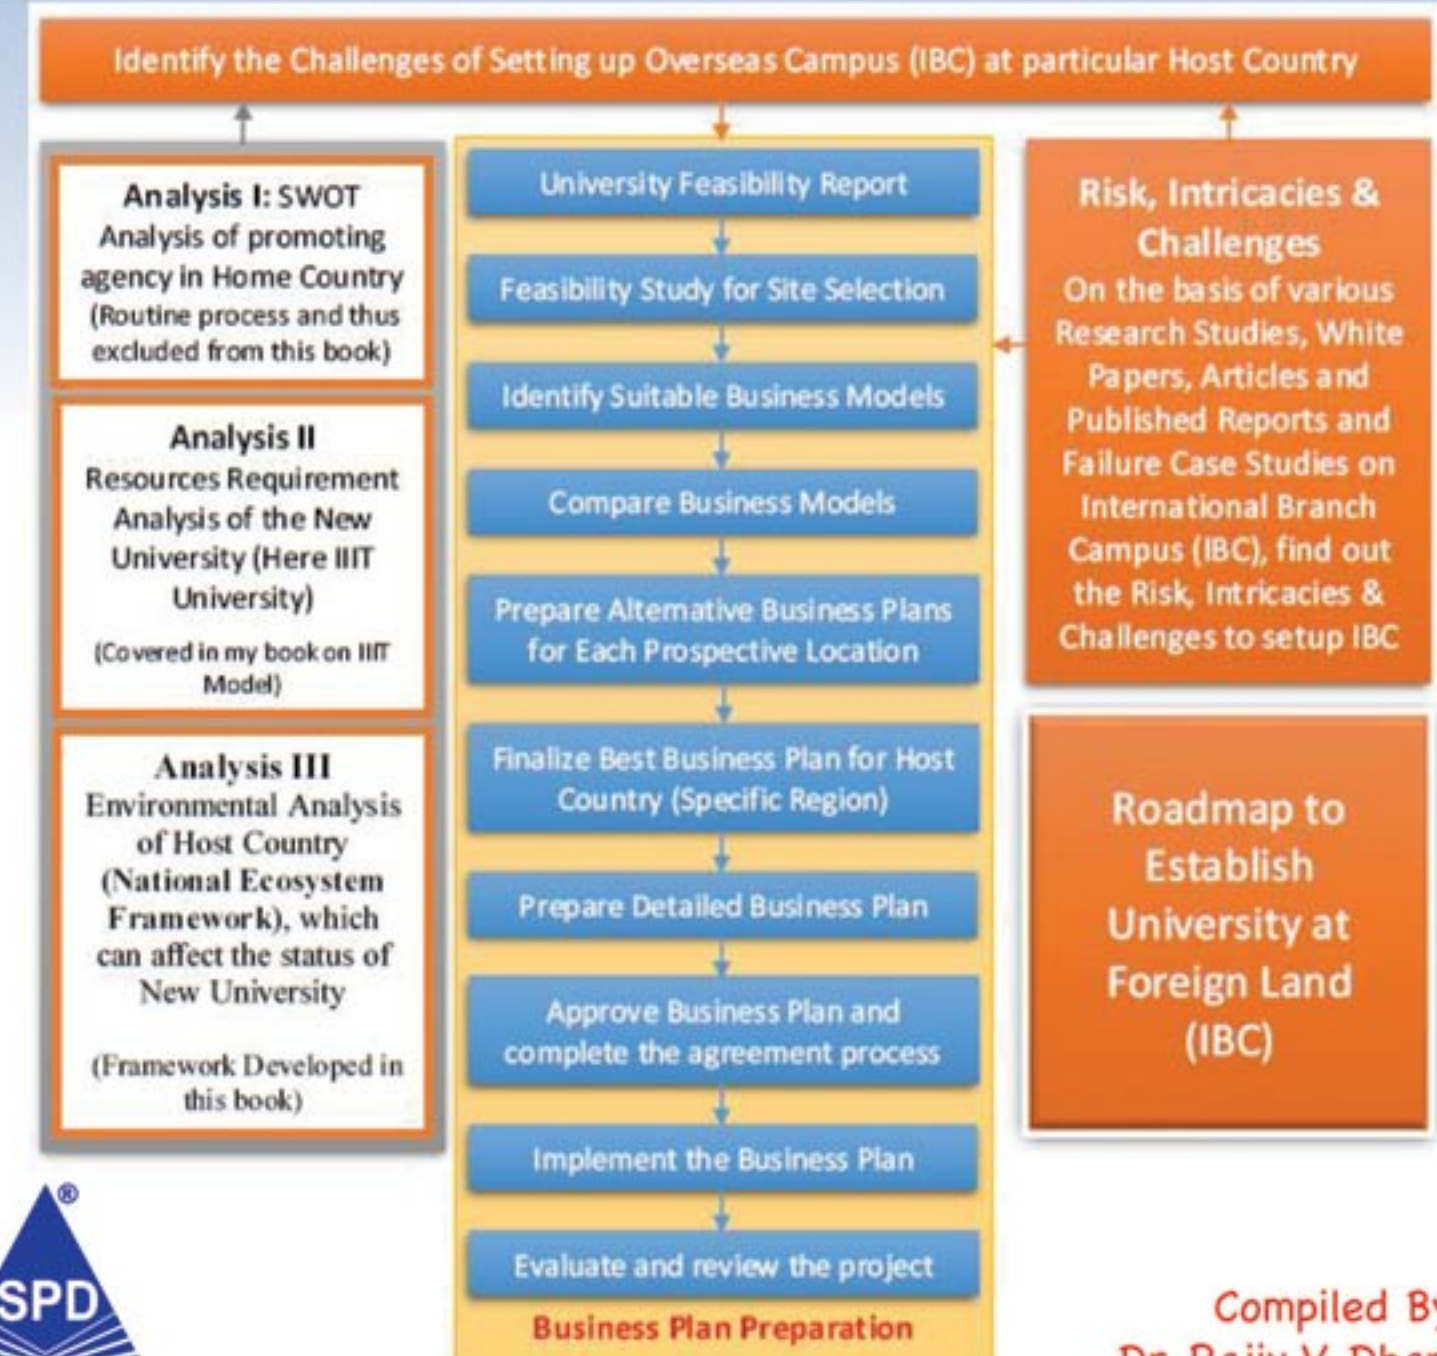 Identify the Challenges of Setting up Overseas Campus (IBC) at particular Host Country
Analysis I: SWOT
Analysis of promoting
agency in Home Country
(Routine process and thus
excluded from this book)
Analysis II
Resources Requirement
Analysis of the New
University (Here IIIT
University)
(Covered in my book on IIIT
Model)
Analysis III
Environmental Analysis
of Host Country
(National Ecosystem
Framework), which
can affect the status of
New University
(Framework Developed in
this book)
University Feasibility Report
Feasibility Study for Site Selection
Identify Suitable Business Models
Compare Business Models
Prepare Alternative Business Plans
for Each Prospective Location
Finalize Best Business Plan for Host
Country (Specific Region)
Prepare Detailed Business Plan
Approve Business Plan and
complete the agreement process
Implement the Business Plan
Evaluate and review the project
Business Plan Preparation
Risk, Intricacies &
Challenges
On the basis of various
Research Studies, White
Papers, Articles and
Published Reports and
Failure Case Studies on
International Branch
Campus (IBC), find out
the Risk, Intricacies &
Challenges to setup IBC
Roadmap to
Establish
University at
Foreign Land
(IBC)
®
SPD
Compiled By